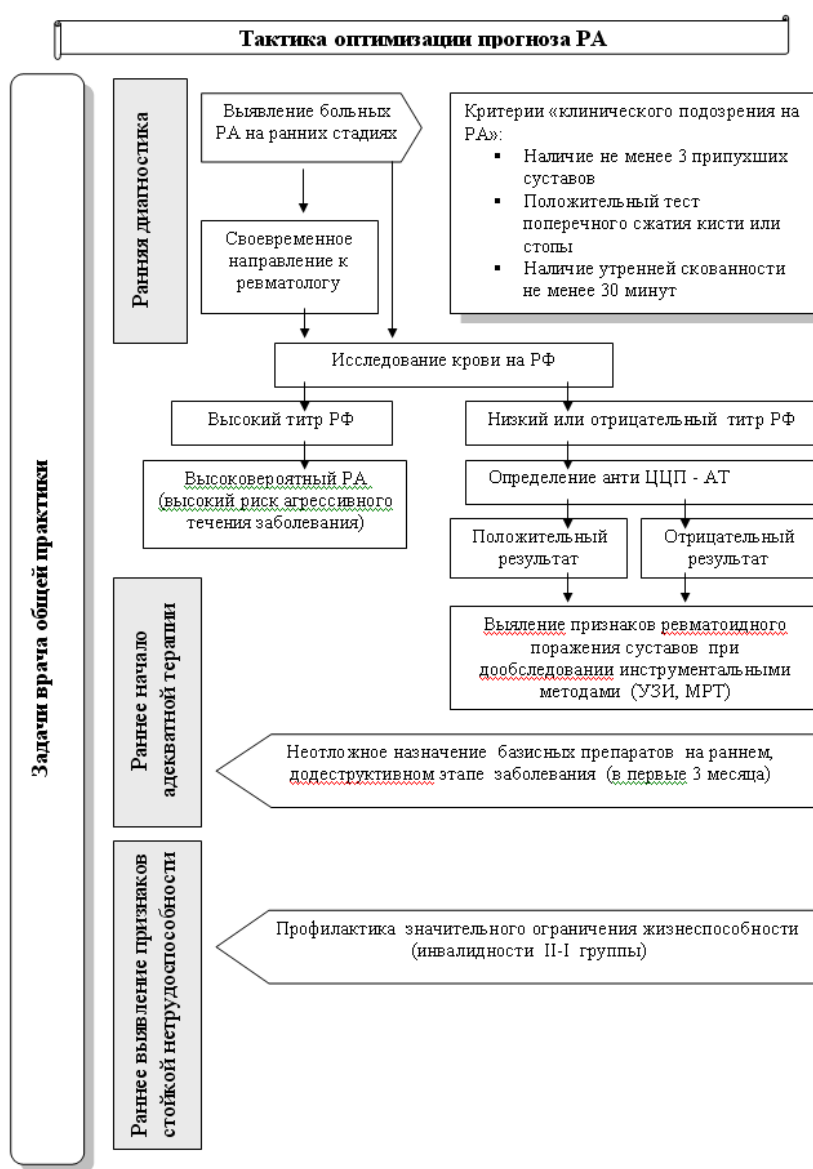 Тактика оптимизации прогноза РА
Задачи врача общей практики
Ранняя диагностика
Выявление больных
РА на ранних стадиях
Критерии «клинического подозрения на
РА»:
Наличие не менее 3 припухших
суставов
Положительный тест
поперечного сжатия кисти или
стопы
Наличие утренней скованности
не менее 30 минут
Своевременное
направление к
ревматологу
Исследование крови на РФ
Высокий титр РФ
Низкий или отрицательный титр РФ
Высоковероятный РА
(высокий риск агрессивного
течения заболевания)
Определение анти ЦЦП - АТ
Положительный
результат
Отрицательный
результат
Выяление признаков ревматоидного
поражения суставов при
дообследовании инструментальными
методами (УЗИ, МРТ)
Раннее начало
адекватной терапии
Неотложное назначение базисных препаратов на раннем,
додеструктивном этапе заболевания (в первые 3 месяца)
Раннее выявление признаков
стойкой нетрудоспособности
Профилактика значительного ограничения жизнеспособности
(инвалидности II-I группы)